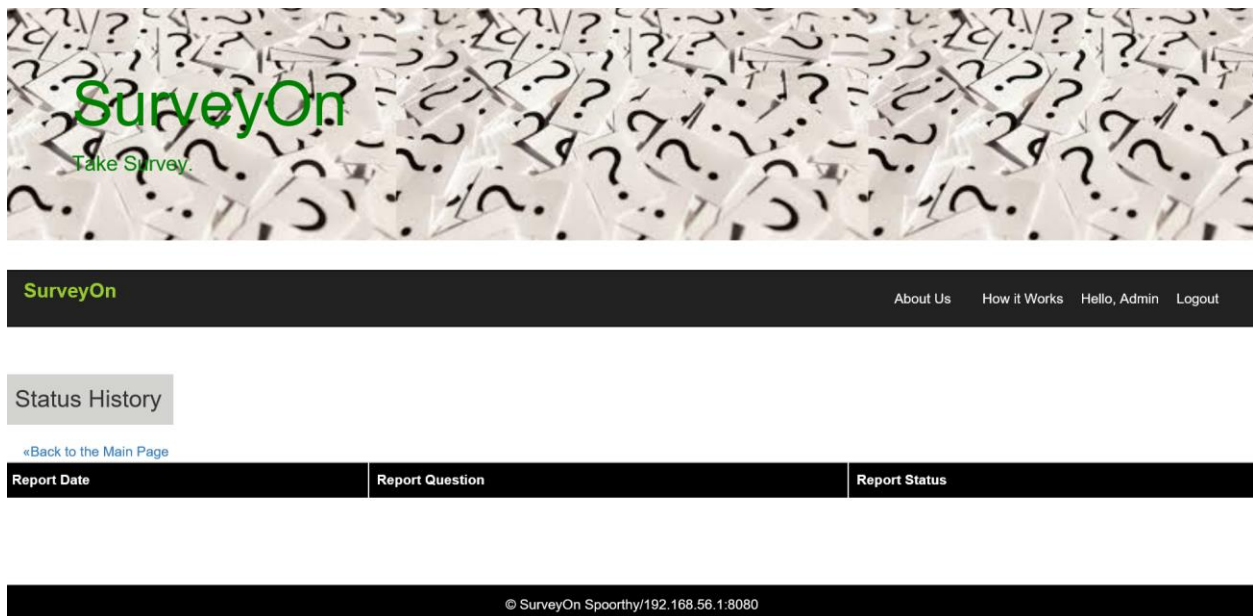 SurveyOn
Take Survey.
SurveyOn
About Us How it Works Hello, Admin Logout
Status History
«Back to the Main Page
Report Date Report Question Report Status
© SurveyOn Spoorthy/192.168.56.1:8080